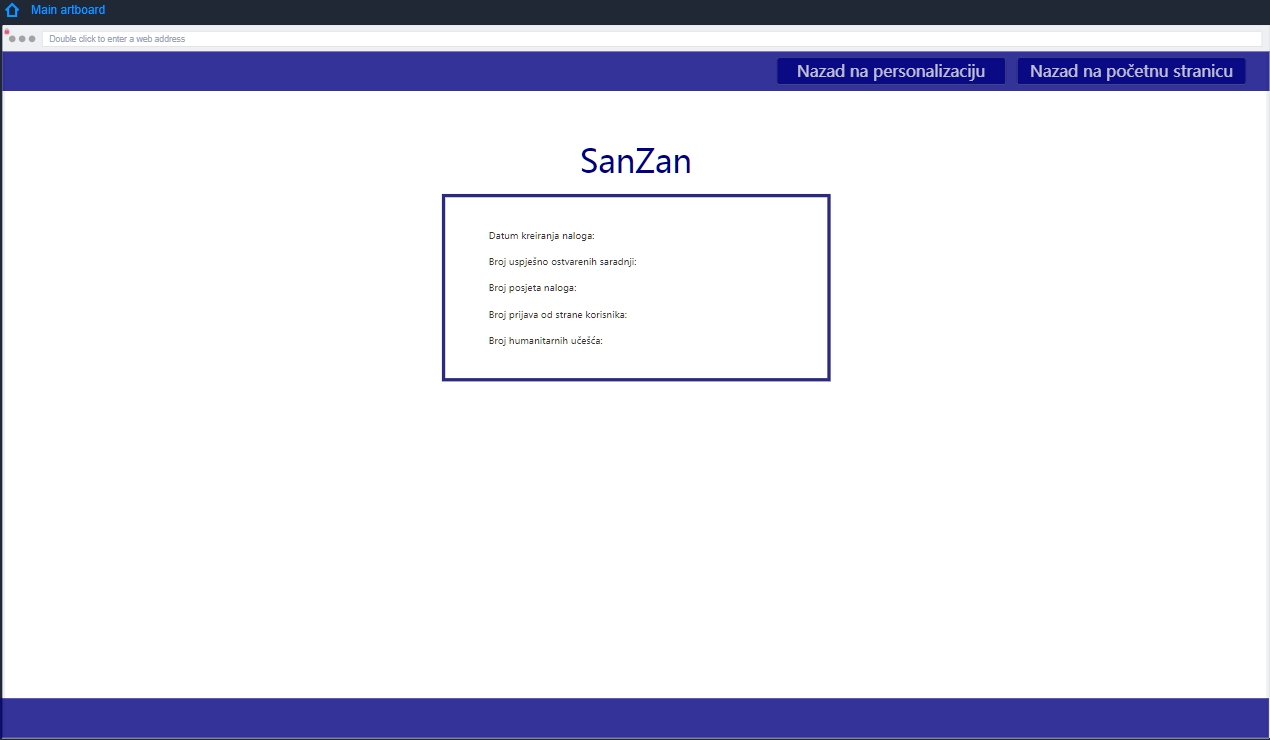 Main artboard
Double click to enter a web address
Nazad na personalizaciju
Nazad na početnu stranicu
SanZan
Datum kreiranja naloga:
Broj uspješno ostvarenih saradnji:
Broj posjeta naloga:
Broj prijava od strane korisnika:
Broj humanitarnih učešća: